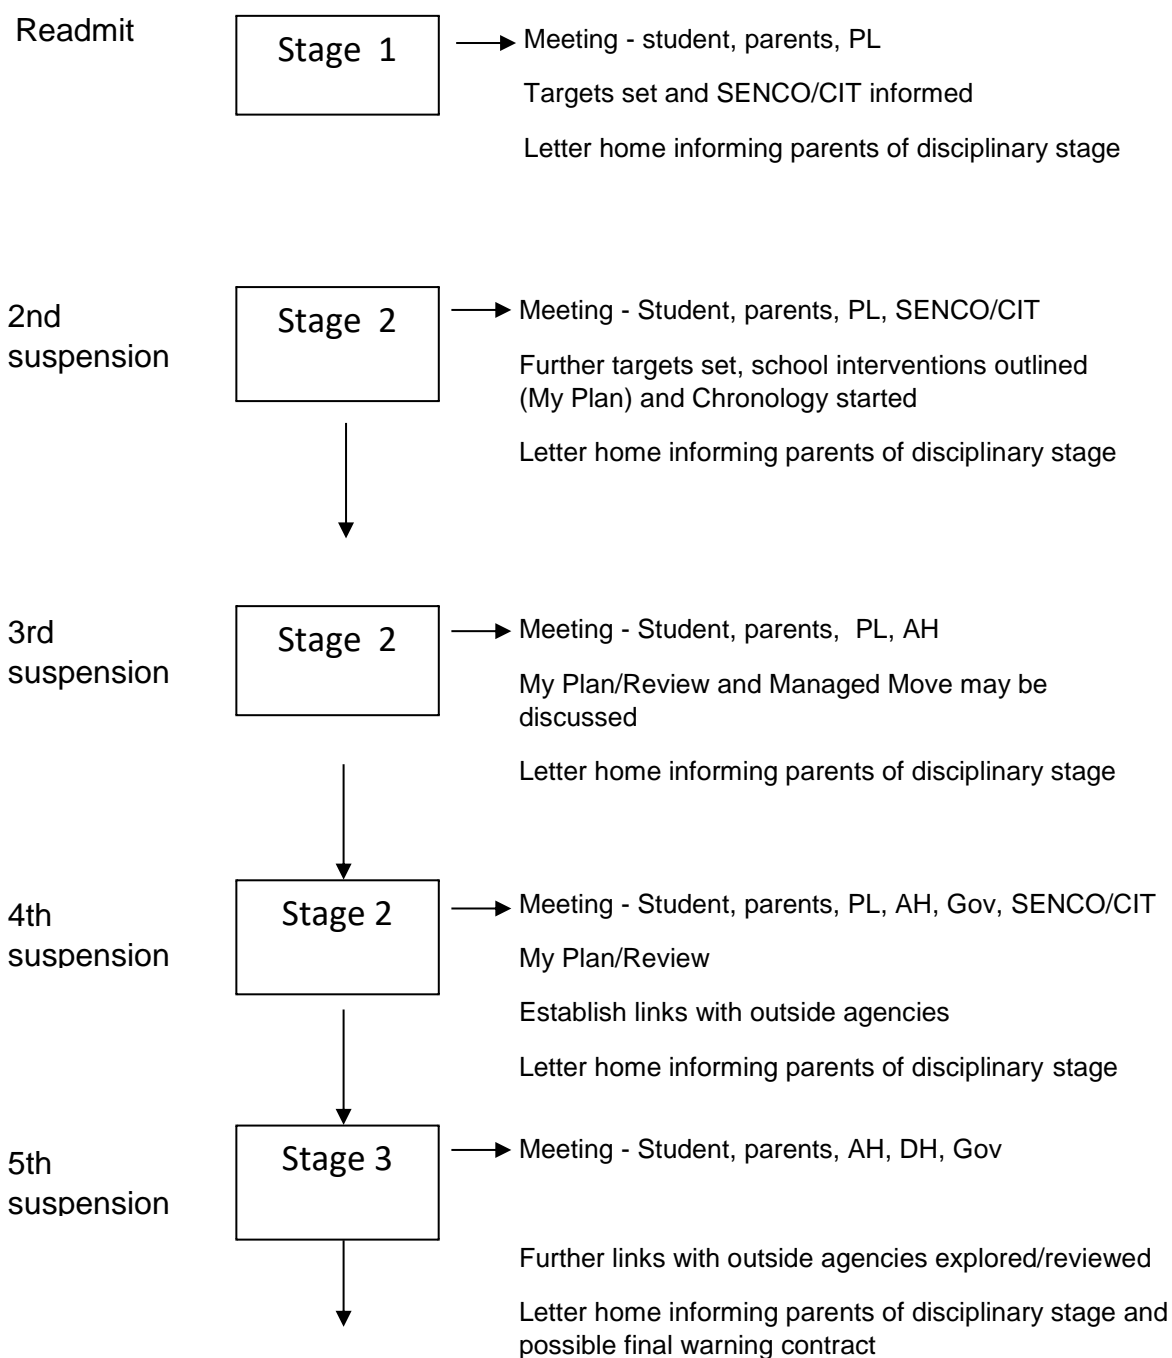 Readmit
Stage 1
Meeting - student, parents, PL
Targets set and SENCO/CIT informed
Letter home informing parents of disciplinary stage
2nd
suspension
Stage 2
Meeting - Student, parents, PL, SENCO/CIT
Further targets set, school interventions outlined
(My Plan) and Chronology started
Letter home informing parents of disciplinary stage
3rd
suspension
Stage 2
Meeting - Student, parents, PL, AH
My Plan/Review and Managed Move may be
discussed
Letter home informing parents of disciplinary stage
4th
suspension
Stage 2
Meeting - Student, parents, PL, AH, Gov, SENCO/CIT
My Plan/Review
Establish links with outside agencies
Letter home informing parents of disciplinary stage
5th
suspension
Stage 3
Meeting - Student, parents, AH, DH, Gov
Further links with outside agencies explored/reviewed
Letter home informing parents of disciplinary stage and
possible final warning contract